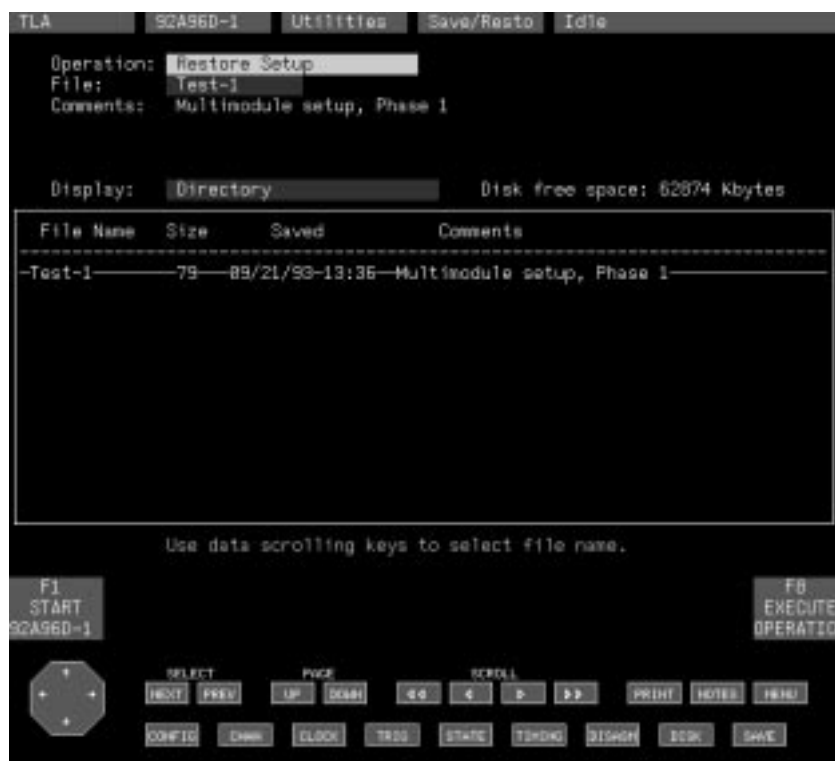 TLA 92A96D-1 Utilities Save/Resto Idle
Operation: Restore Setup
File: Test-1
Comments: Multimodule setup, Phase 1
Display: Directory Disk free space: 62874 Kbytes
File Name Size Saved Comments
Test-1 79 09/21/93-13:36 Multimodule setup, Phase 1
Use data scrolling keys to select file name.
F1 F8
START EXECUTE
92A96D-1 OPERATIO
SELECT PAGE SCROLL
NEXT PREV UP DOWN PRINT NOTES MENU
CONFIG CHAN CLOCK TRIG STATE TIMING DISASM DISK SAVE